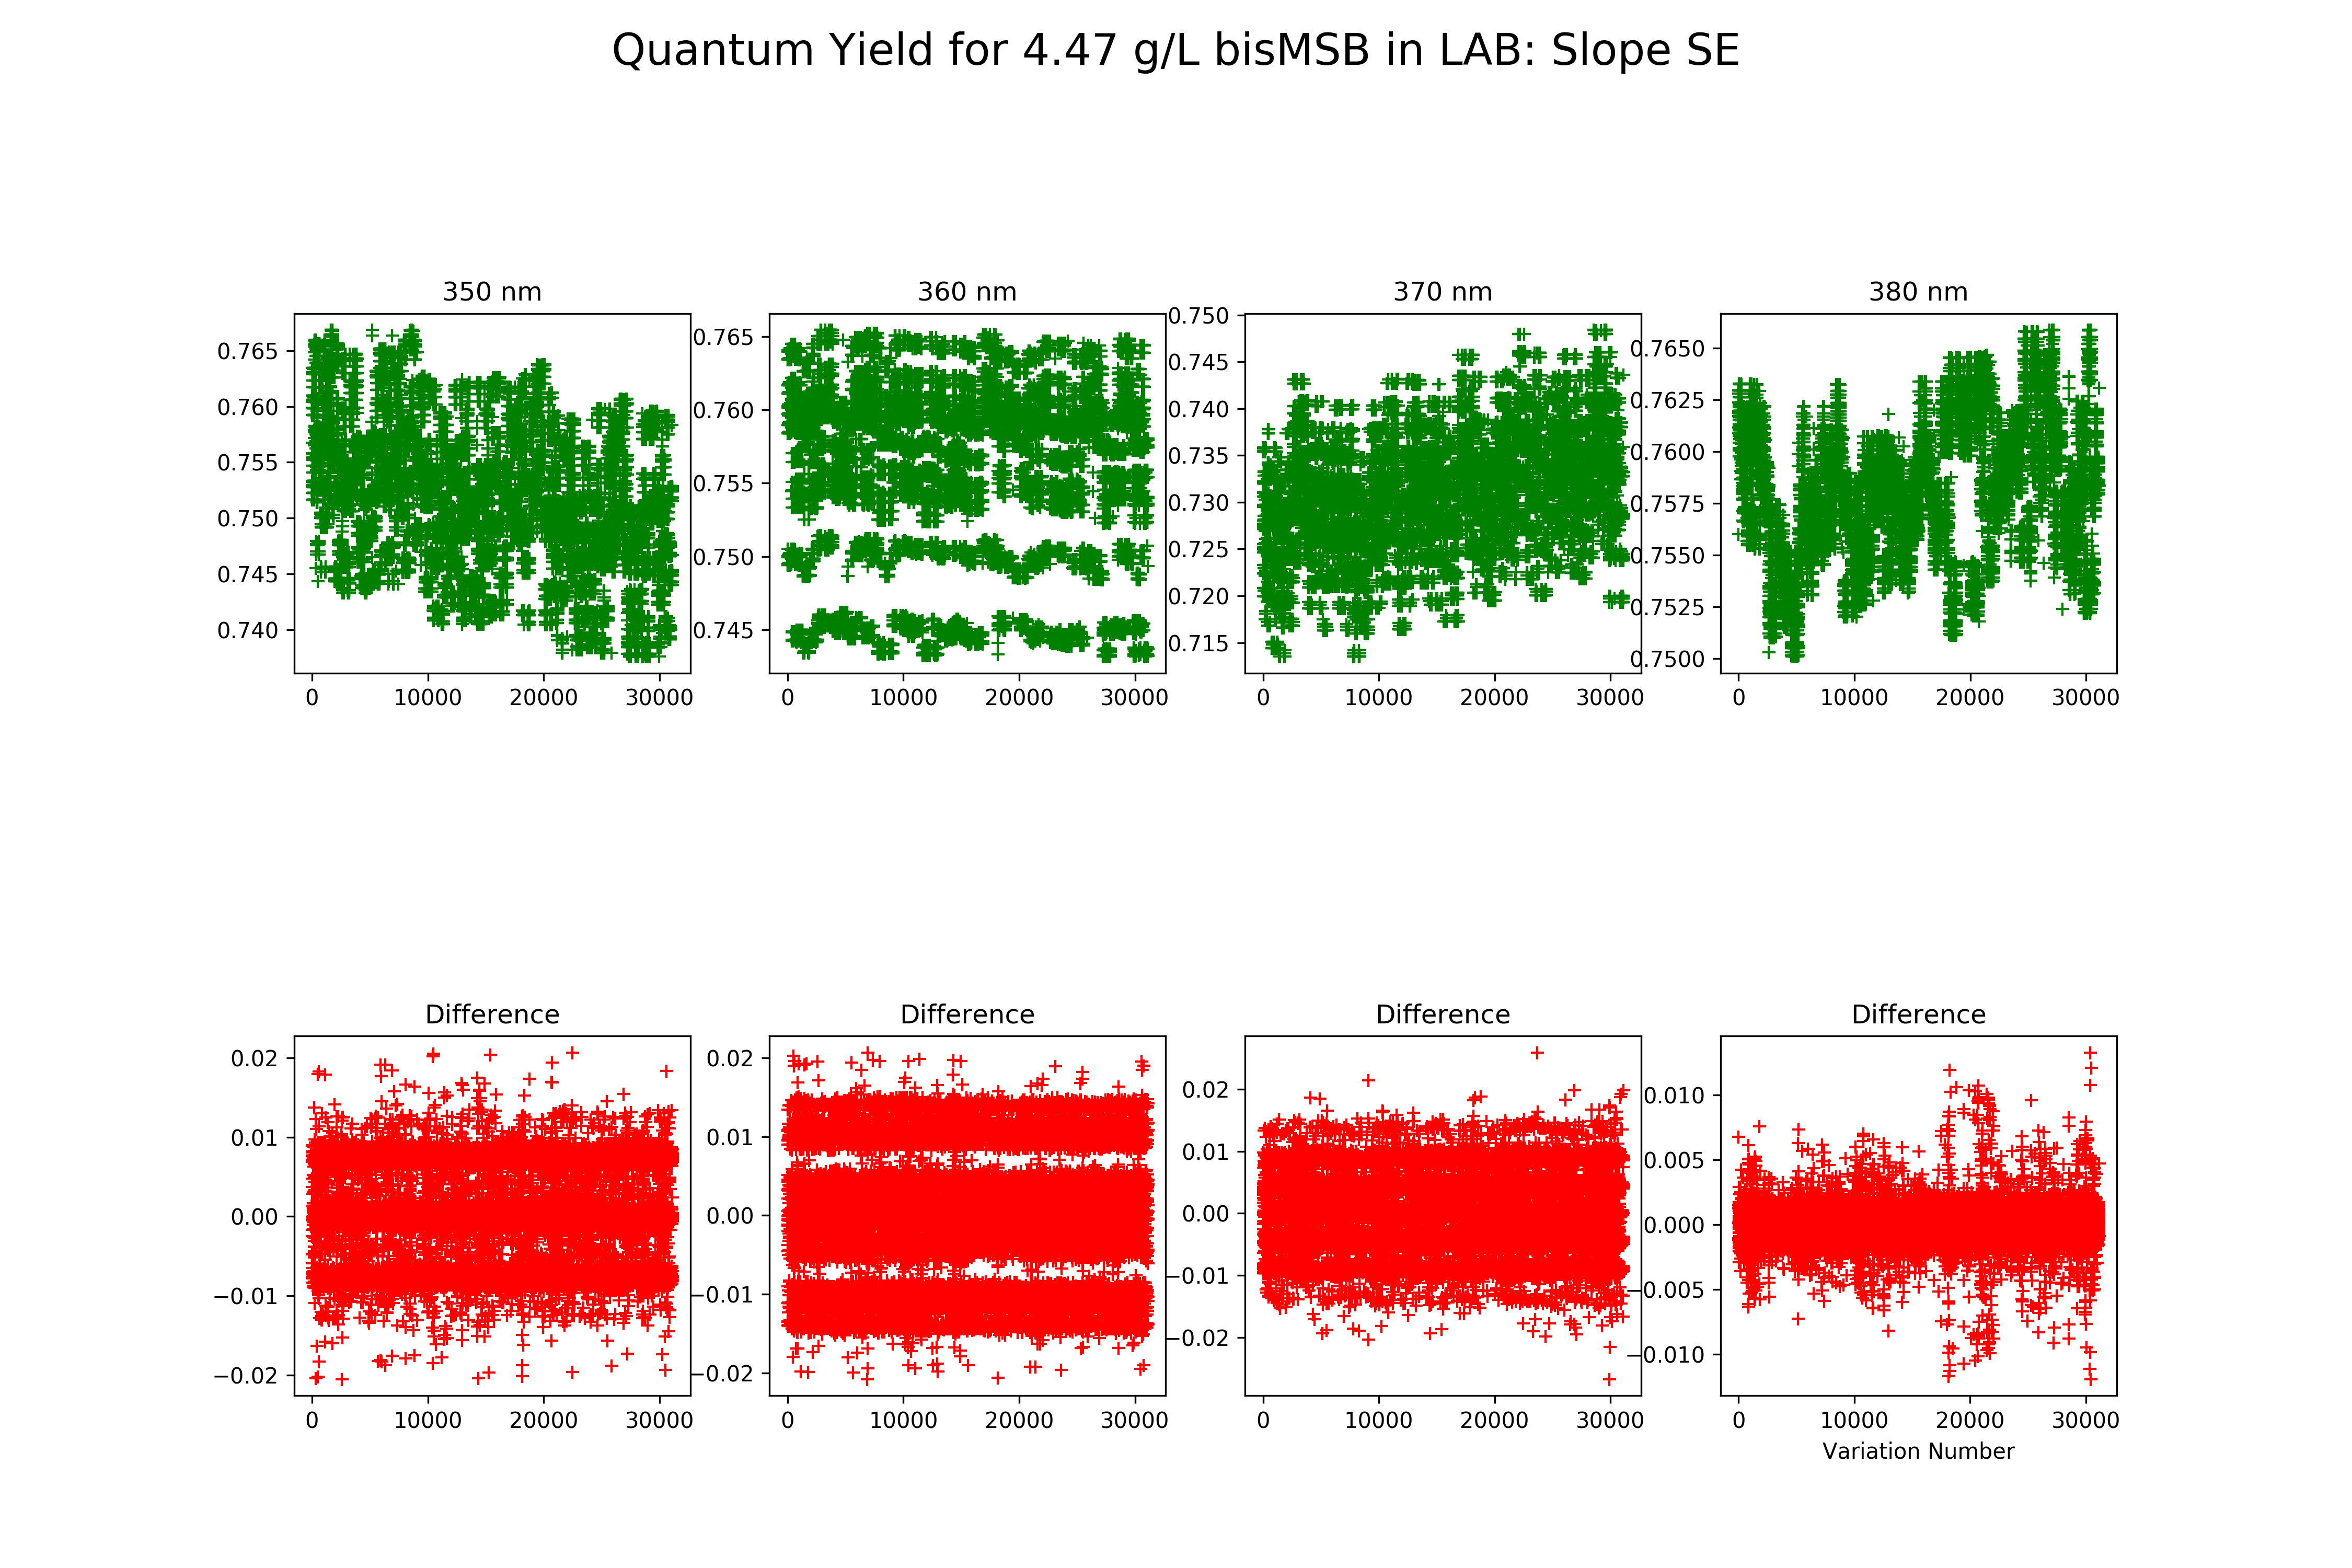 Quantum Yield for 4.47 g/L bisMSB in LAB: Slope SE
350 nm
360 nm
370 nm
380 nm
0.765
0.760
0.755
0.750
0.745
0.740
0 10000 20000 30000
0.765
0.760
0.755
0.750
0.745
0 10000 20000 30000
0.750
0.745
0.740
0.735
0.730
0.725
0.720
0.715
0 10000 20000 30000
0.7650
0.7625
0.7600
0.7575
0.7550
0.7525
0.7500
0 10000 20000 30000
Difference
Difference
Difference
Difference
0.02
0.01
0.00
−0.01
−0.02
0 10000 20000 30000
0.02
0.01
0.00
−0.01
−0.02
0 10000 20000 30000
0.02
0.01
0.00
−0.01
−0.02
0 10000 20000 30000
0.010
0.005
0.000
−0.005
−0.010
0 10000 20000 30000
Variation Number